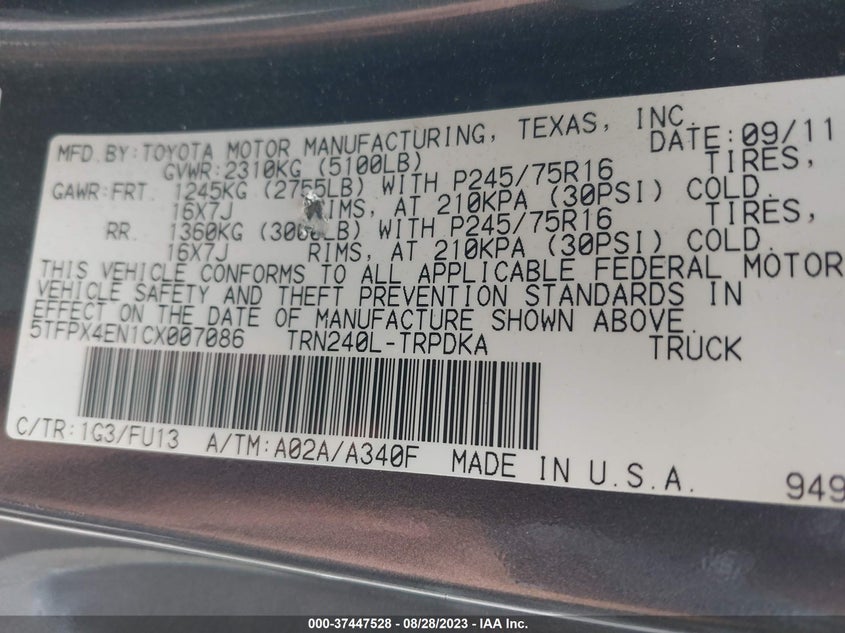 MFD.BY:TOYOTA MOTOR MANUFACTURING, TEXAS, INC. DATE:09/11
GVWR:2310KG (5100LB)
GAWR:FRT. 1245KG (2755LB) WITH P245/75R16 TIRES,
16X7J RIMS, AT 210KPA (30PSI) COLD.
RR. 1360KG (3000LB) WITH P245/75R16 TIRES,
16X7J RIMS, AT 210KPA (30PSI) COLD.
THIS VEHICLE CONFORMS TO ALL APPLICABLE FEDERAL MOTOR
VEHICLE SAFETY AND THEFT PREVENTION STANDARDS IN
EFFECT ON THE DATE OF MANUFACTURE SHOWN ABOVE.
5TFPX4EN1CX007086 TRN240L-TRPDKA TRUCK
C/TR:1G3/FU13 A/TM:A02A/A340F MADE IN U.S.A. 949
000-37447528 - 08/28/2023 - IAA Inc.